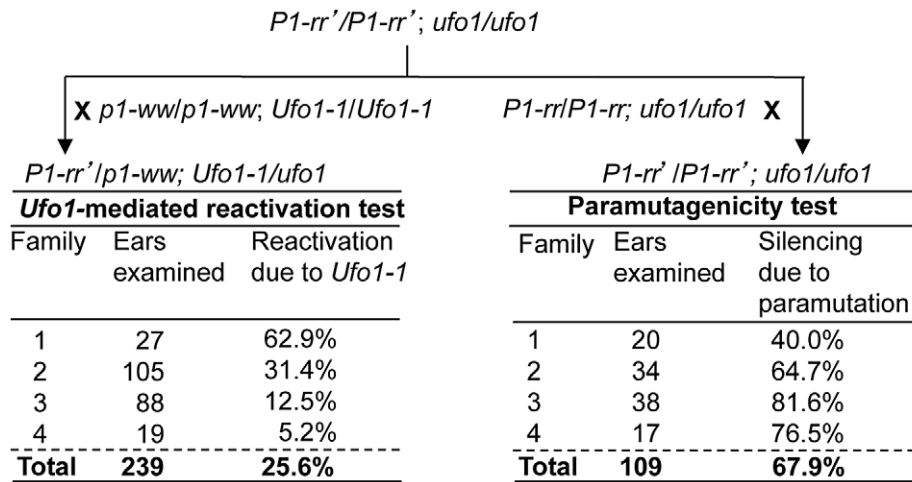 P1-rr′/P1-rr′; ufo1/ufo1
X p1-ww/p1-ww; Ufo1-1/Ufo1-1
P1-rr/P1-rr; ufo1/ufo1 X
P1-rr′/p1-ww; Ufo1-1/ufo1
Ufo1-mediated reactivation test
Family Ears examined Reactivation due to Ufo1-1
1 27 62.9%
2 105 31.4%
3 88 12.5%
4 19 5.2%
Total 239 25.6%
P1-rr′ /P1-rr′; ufo1/ufo1
Paramutagenicity test
Family Ears examined Silencing due to paramutation
1 20 40.0%
2 34 64.7%
3 38 81.6%
4 17 76.5%
Total 109 67.9%